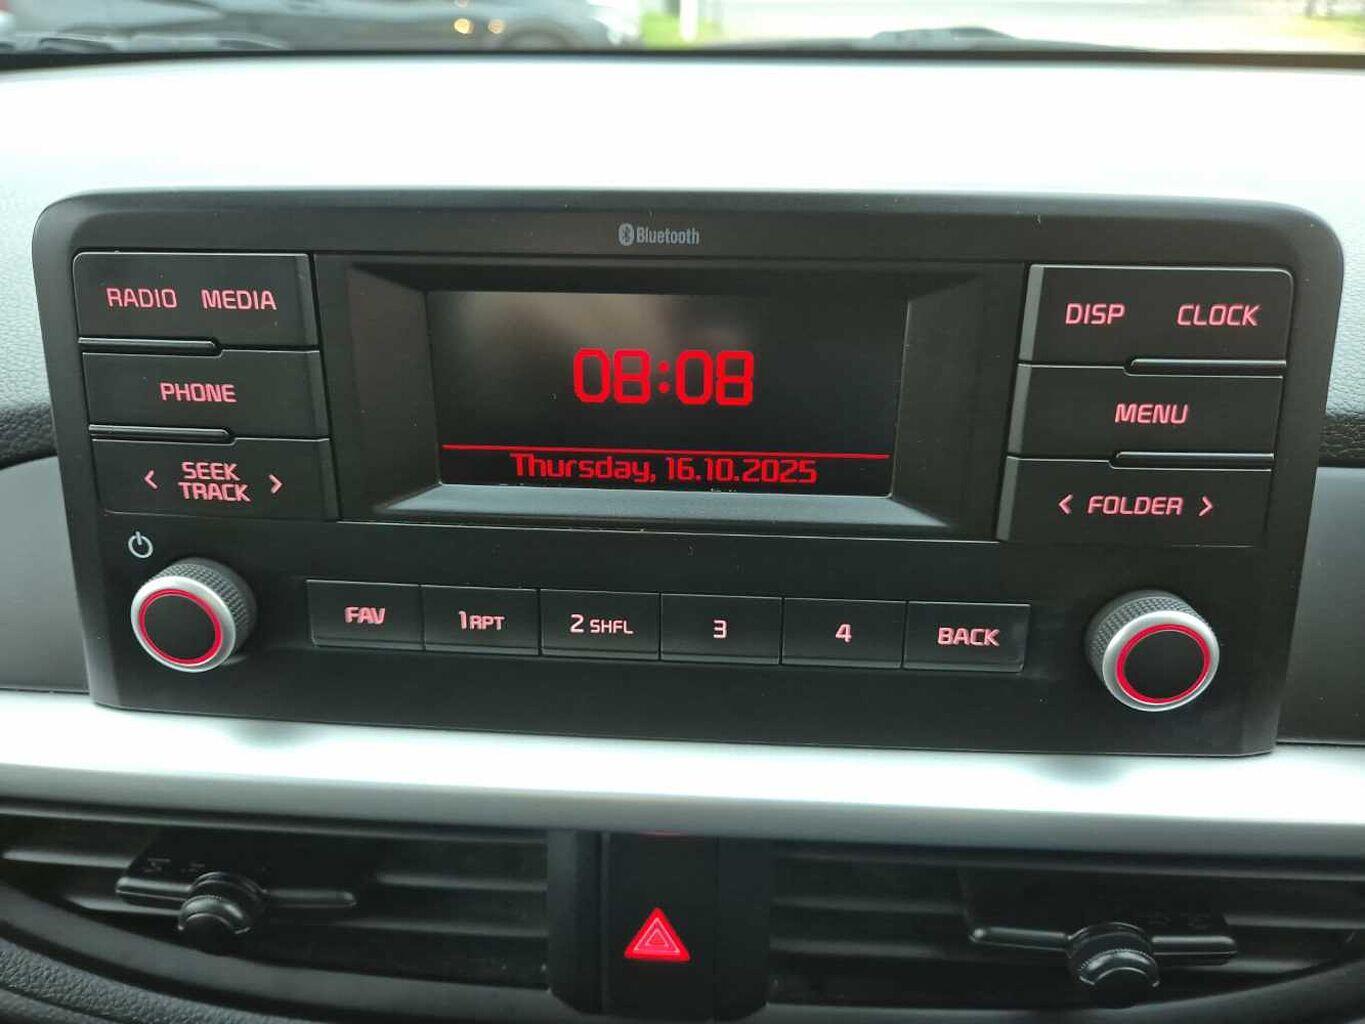 Bluetooth
RADIO MEDIA
PHONE
< SEEK TRACK >
08:08
Thursday, 16.10.2025
DISP CLOCK
MENU
< FOLDER >
FAV 1 RPT 2 SHFL 3 4 BACK